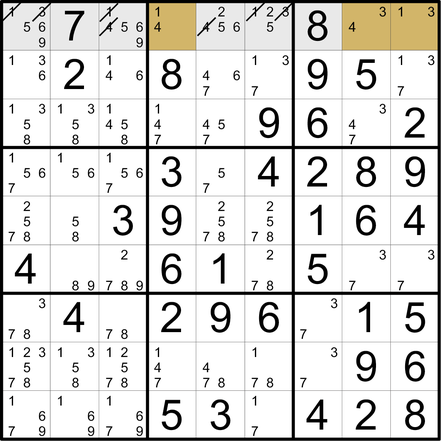 1 3 1 1 2 1 2 3 3 1 3
5 6 7 4 5 6 4 4 5 6 5 8 4
9 9
1 3 1 1 3 1 3
6 2 4 6 8 4 6 9 5
7 7 7
1 1 3 1 1 3
5 5 4 5 4 4 5 9 6 4 2
8 8 8 7 7 7
1 1 1
5 6 5 6 5 6 3 5 4 2 8 9
7 7 7
2 2 2
5 5 3 9 5 5 1 6 4
7 8 8 7 8 7 8
2 2 3 3
4 6 1 5
8 9 7 8 9 7 8 7 7
3 3
4 2 9 6 1 5
7 8 7 8 7
1 2 3 1 3 1 2 1 1 3
5 5 5 4 4 9 6
7 8 8 7 8 7 7 8 7 8 7
1 1 1 1
6 6 6 5 3 4 2 8
7 9 9 7 9 7